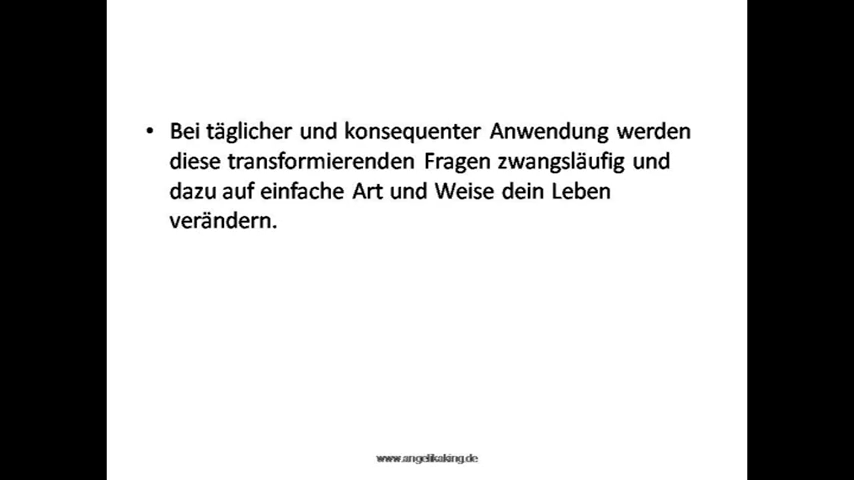 • Bei täglicher und konsequenter Anwendung werden
diese transformierenden Fragen zwangsläufig und
dazu auf einfache Art und Weise dein Leben
verändern.
www.angelikaking.de